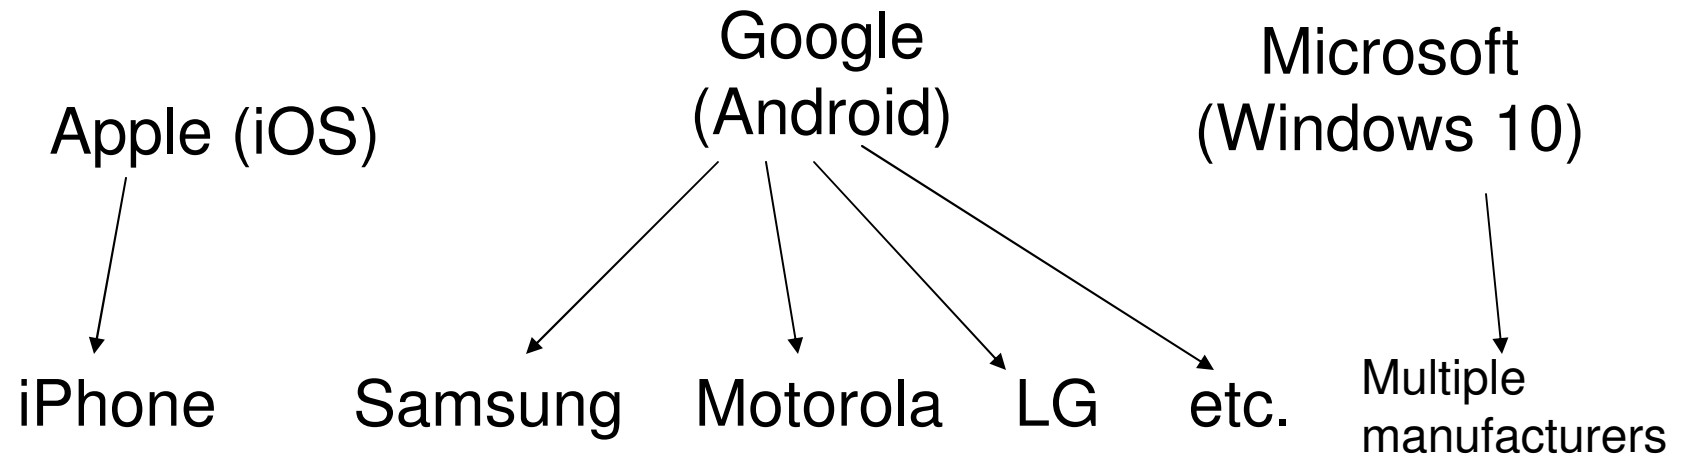 Apple (iOS)
Google
(Android)
Microsoft
(Windows 10)
iPhone
Samsung
Motorola
LG
etc.
Multiple
manufacturers